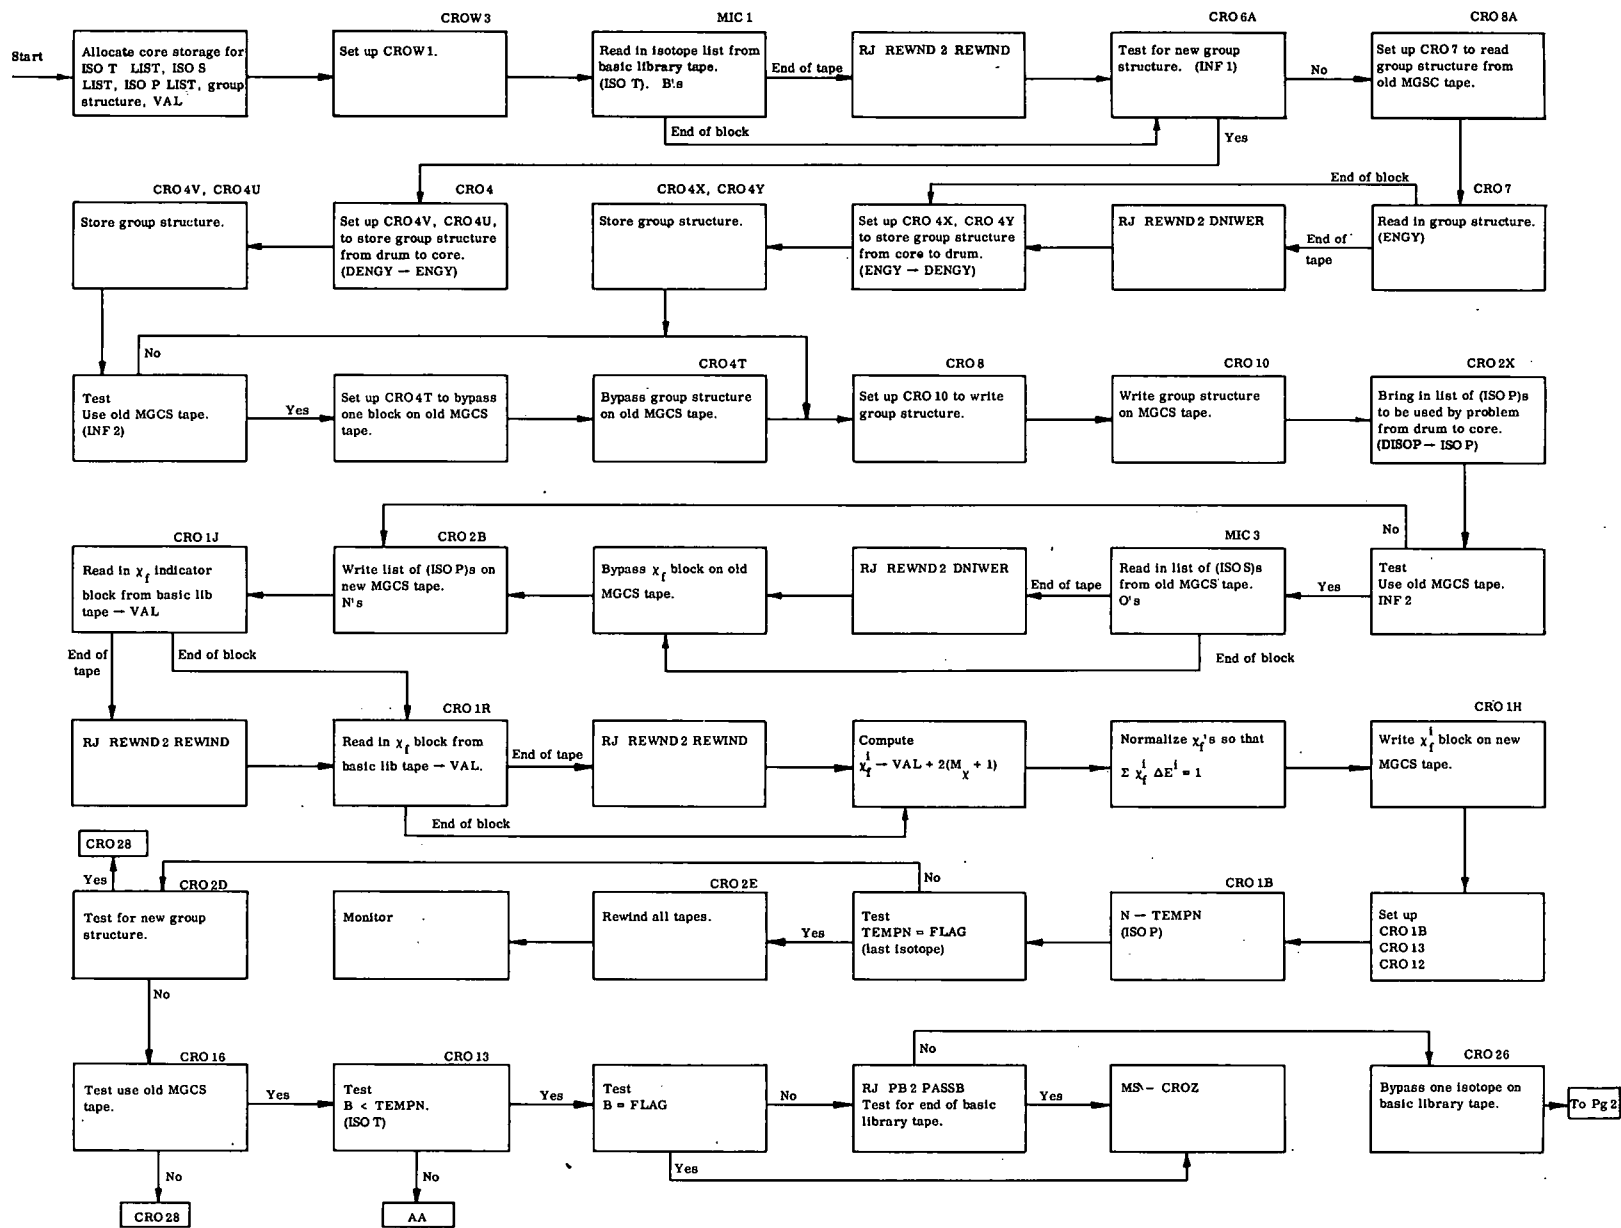 Start
Allocate core storage for
ISO T LIST, ISO S
LIST, ISO P LIST, group
structure, VAL
CROW 3
Set up CROW 1.
MIC 1
Read in isotope list from
basic library tape.
(ISO T). B's
End of tape
End of block
RJ REWND 2 REWIND
CRO 6A
Test for new group
structure. (INF 1)
No
Yes
CRO 8A
Set up CRO 7 to read
group structure from
old MGSC tape.
CRO 4V, CRO 4U
Store group structure.
CRO 4
Set up CRO 4V, CRO 4U,
to store group structure
from drum to core.
(DENGY → ENGY)
CRO 4X, CRO 4Y
Store group structure.
End of block
Set up CRO 4X, CRO 4Y
to store group structure
from core to drum.
(ENGY → DENGY)
RJ REWND 2 DNIWER
End of
tape
CRO 7
Read in group structure.
(ENGY)
No
Test
Use old MGCS tape.
(INF 2)
Yes
Set up CRO 4T to bypass
one block on old MGCS
tape.
CRO 4T
Bypass group structure
on old MGCS tape.
CRO 8
Set up CRO 10 to write
group structure.
CRO 10
Write group structure
on MGCS tape.
CRO 2X
Bring in list of (ISO P)s
to be used by problem
from drum to core.
(DISOP → ISO P)
CRO 1J
Read in χf indicator
block from basic lib
tape → VAL
End of
tape
End of block
CRO 2B
Write list of (ISO P)s on
new MGCS tape.
N's
Bypass χf block on old
MGCS tape.
RJ REWND 2 DNIWER
End of tape
MIC 3
Read in list of (ISO S)s
from old MGCS tape.
O's
End of block
No
Yes
Test
Use old MGCS tape.
INF 2
RJ REWND 2 REWIND
CRO 1R
Read in χf block from
basic lib tape → VAL.
End of tape
End of block
RJ REWND 2 REWIND
Compute
χf^i → VAL + 2(Mχ + 1)
Normalize χf's so that
Σ χf^i ΔE^i = 1
CRO 1H
Write χf^i block on new
MGCS tape.
CRO 28
Yes
CRO 2D
Test for new group
structure.
No
Monitor
CRO 2E
Rewind all tapes.
Yes
No
Test
TEMPN = FLAG
(last isotope)
CRO 1B
N → TEMPN
(ISO P)
Set up
CRO 1B
CRO 13
CRO 12
CRO 16
Test use old MGCS
tape.
Yes
No
CRO 28
CRO 13
Test
B < TEMPN.
(ISO T)
Yes
No
AA
Test
B = FLAG
No
Yes
No
RJ PB 2 PASSB
Test for end of basic
library tape.
Yes
MS - CROZ
CRO 26
Bypass one isotope on
basic library tape.
To Pg 2